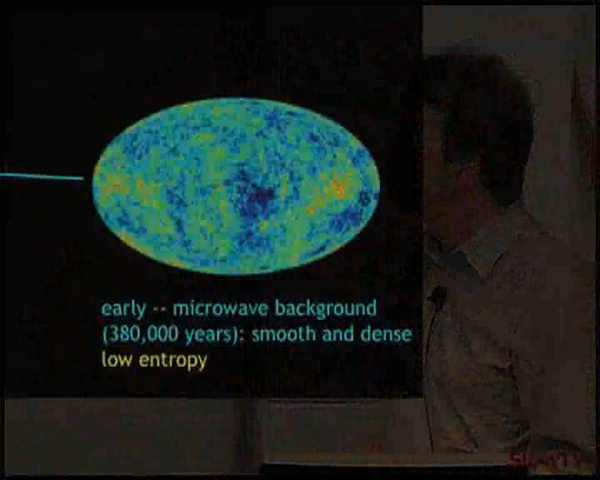 early -- microwave background
(380,000 years): smooth and dense
low entropy